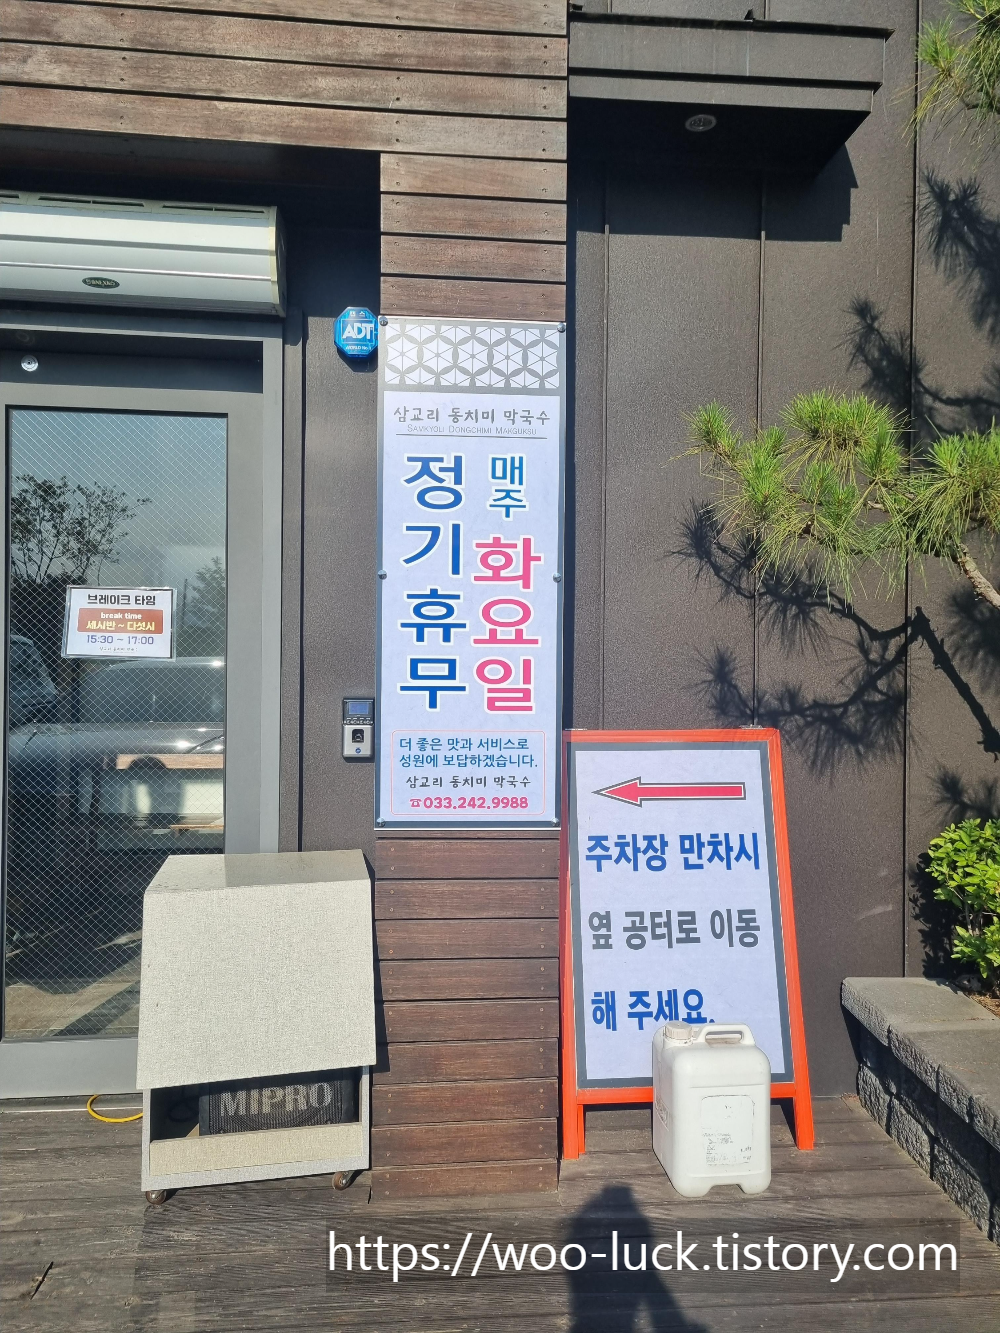 ADT
삼교리 동치미 막국수
SAMKYOLI DONGCHIMI MAKGUKSU
매주 화요일
정기휴무
더 좋은 맛과 서비스로
성원에 보답하겠습니다.
삼교리 동치미 막국수
☎033.242.9988
브레이크 타임
break time
세시반 ~ 다섯시
15:30 ~ 17:00
주차장 만차시
옆 공터로 이동
해 주세요.
MIPRO
https://woo-luck.tistory.com